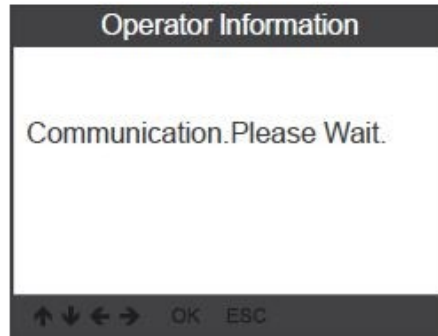 Operator Information
Communication.Please Wait.
↑ ↓ ← → OK ESC